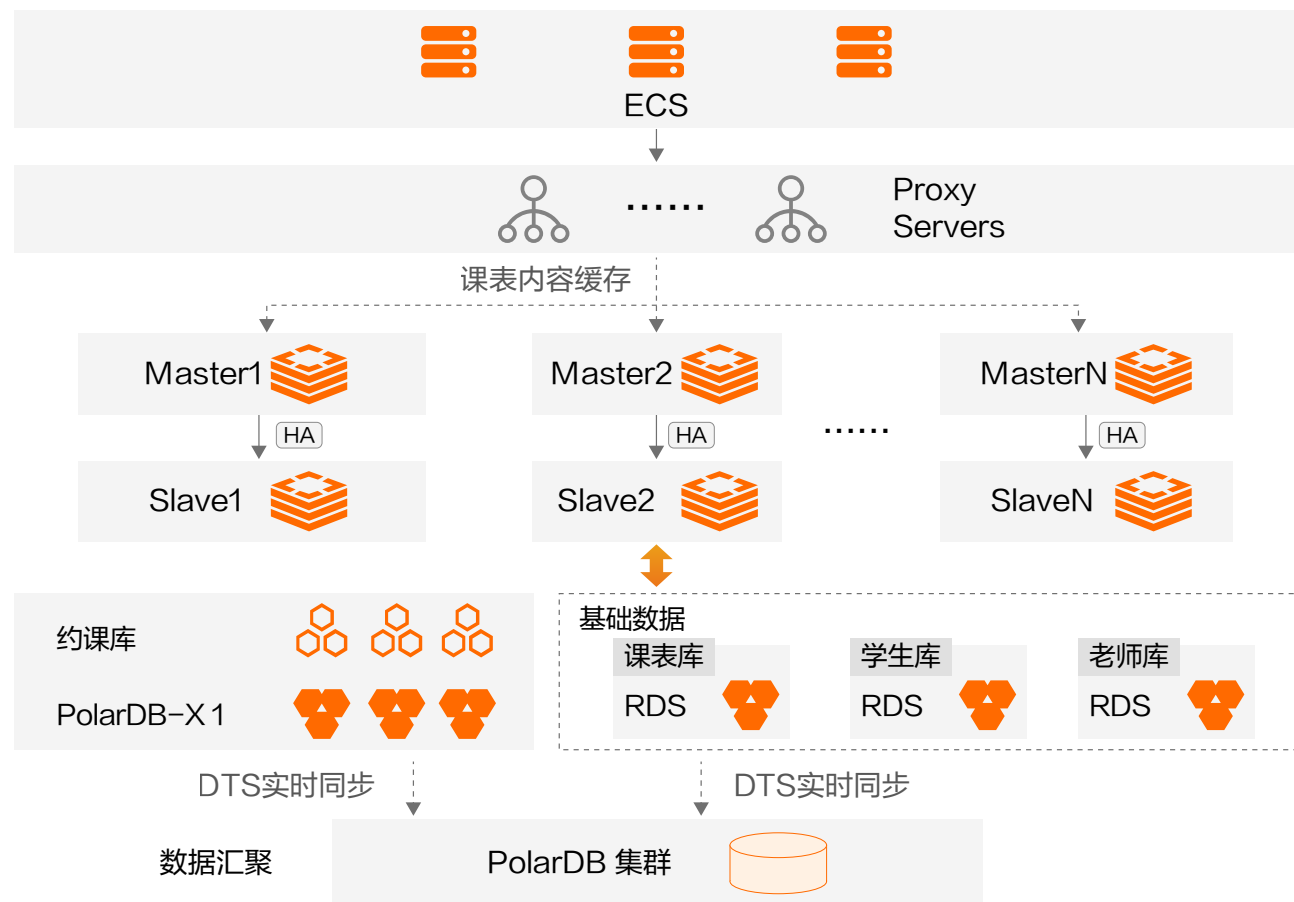 ECS
Proxy
Servers
......
课表内容缓存
Master1
Master2
MasterN
HA
HA
HA
......
Slave1
Slave2
SlaveN
约课库
PolarDB-X 1
基础数据
课表库
RDS
学生库
RDS
老师库
RDS
DTS实时同步
DTS实时同步
数据汇聚
PolarDB 集群